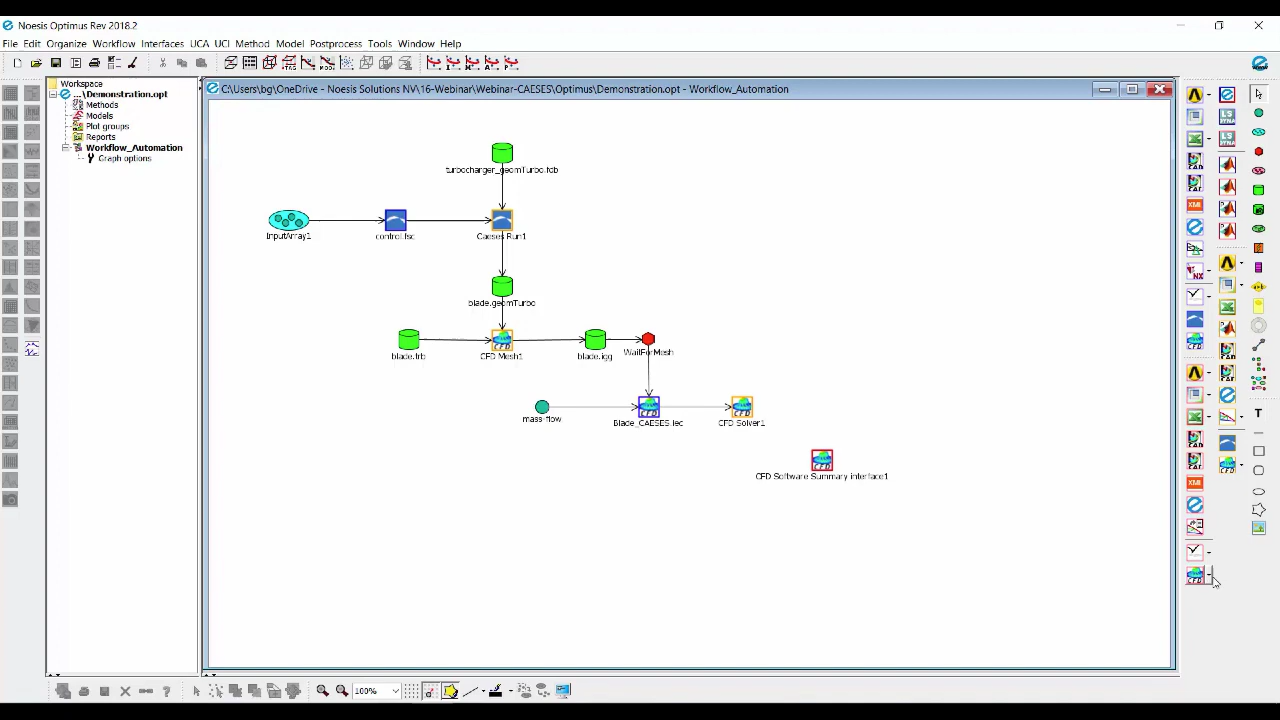 Noesis Optimus Rev 2018.2
File Edit Organize Workflow Interfaces UCA UCI Method Model Postprocess Tools Window Help
Workspace
...\Demonstration.opt
Methods
Models
Plot groups
Reports
Workflow_Automation
Graph options
C:\Users\bg\OneDrive - Noesis Solutions NV\16-Webinar\Webinar-CAESES\Optimus\Demonstration.opt - Workflow_Automation
turbocharger_geomTurbo.fdb
InputArray1
control.fsc
Caeses Run1
blade.geomTurbo
blade.trb
CFD Mesh1
blade.igg
WaitForMesh
mass-flow
Blade_CAESES.iec
CFD Solver1
CFD Software Summary interface1
100%